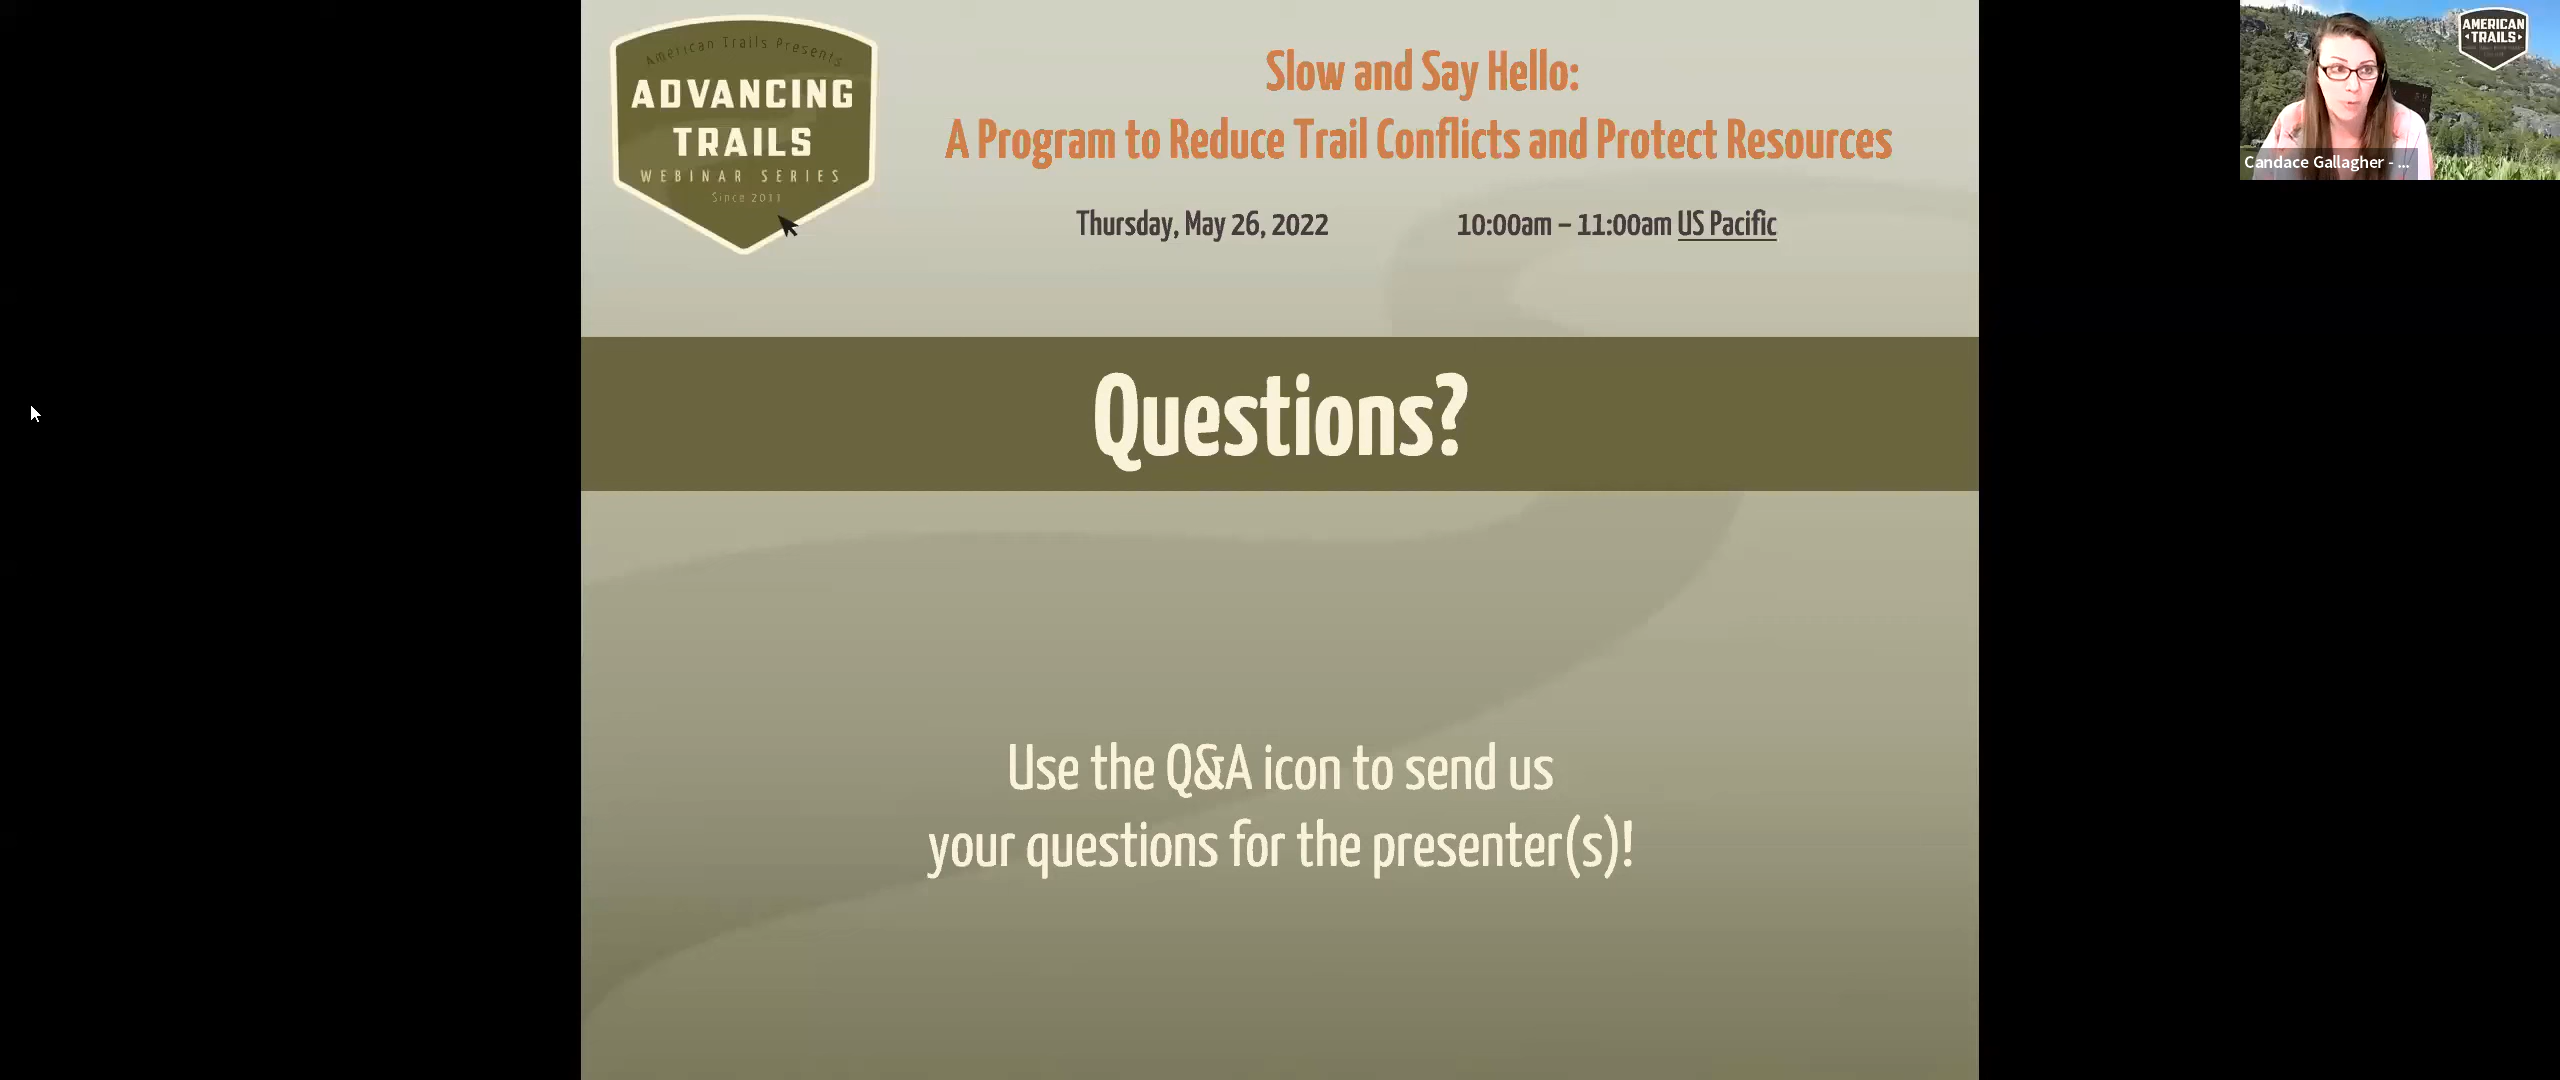 American Trails Presents
ADVANCING
TRAILS
WEBINAR SERIES
Since 2011
Slow and Say Hello:
A Program to Reduce Trail Conflicts and Protect Resources
Thursday, May 26, 2022 10:00am – 11:00am US Pacific
Questions?
Use the Q&A icon to send us
your questions for the presenter(s)!
AMERICAN
TRAILS
Candace Gallagher - ...